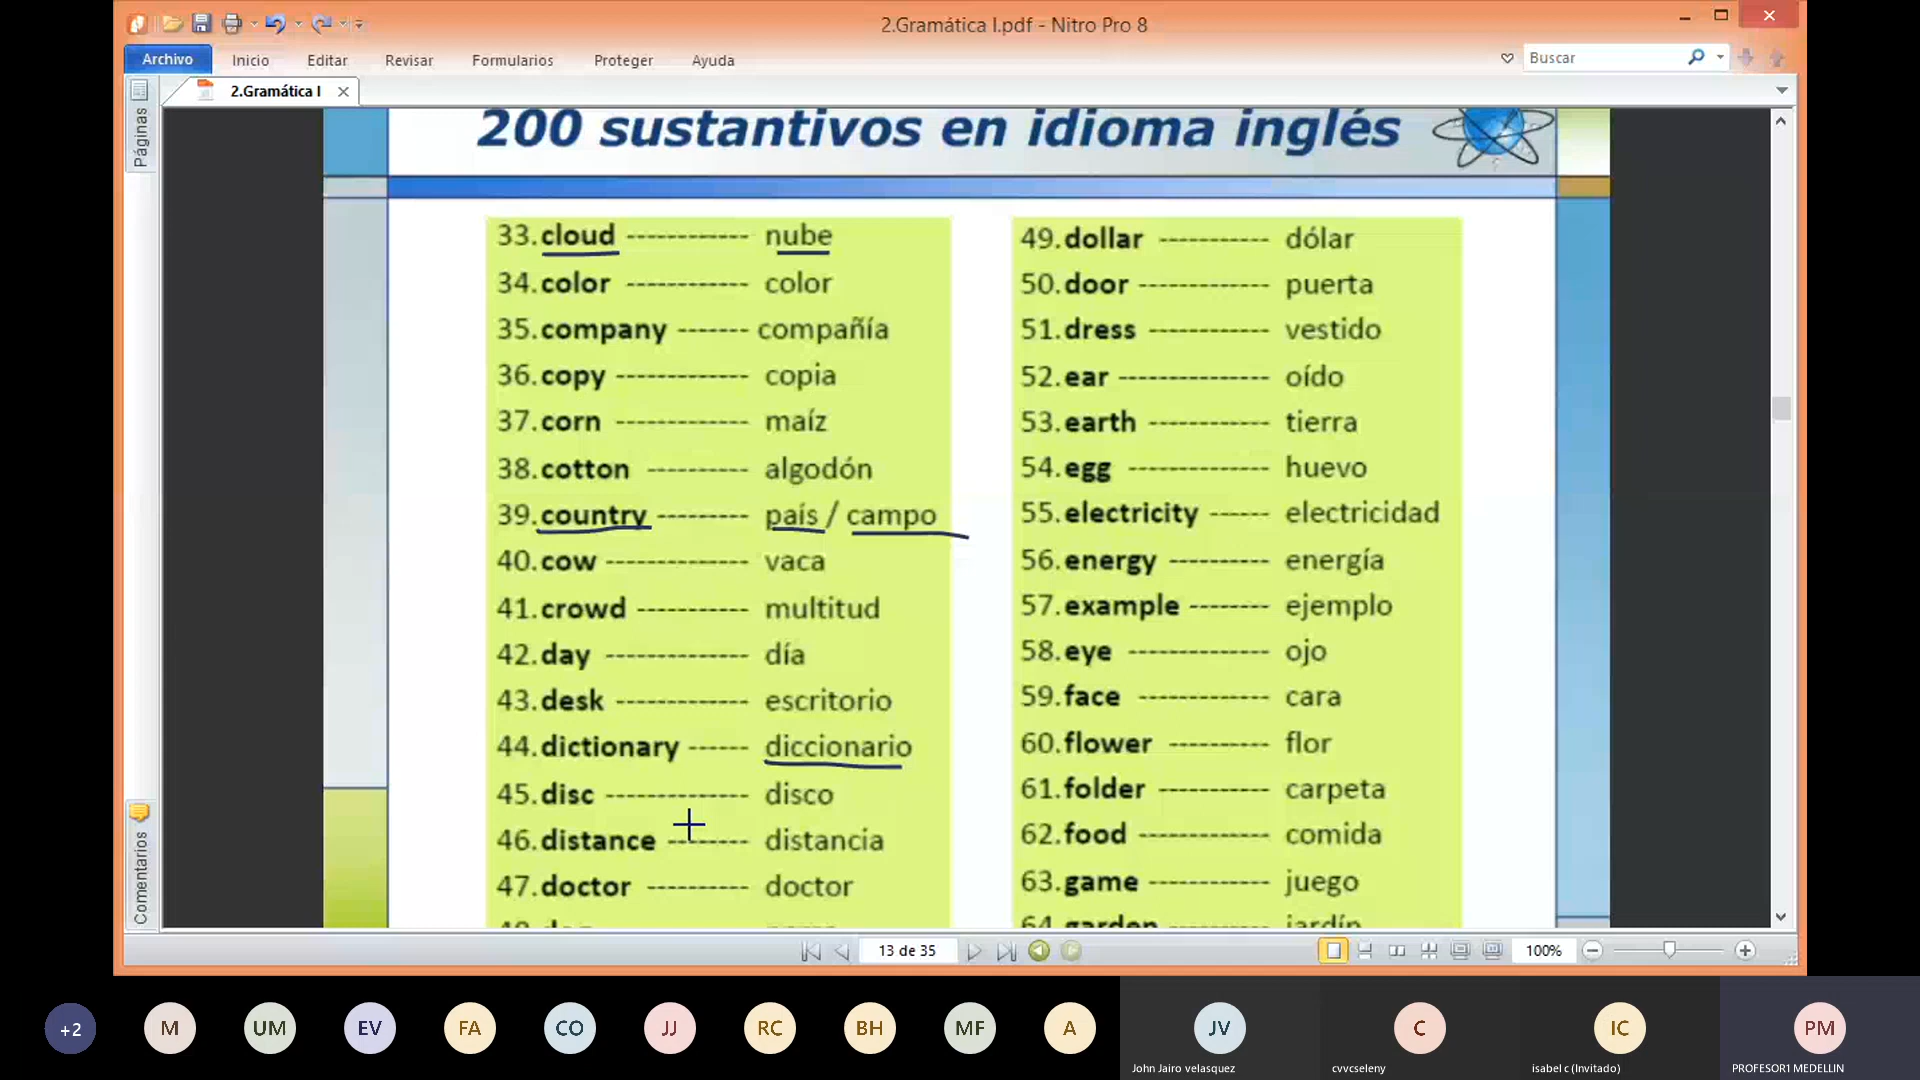 2.Gramática I.pdf - Nitro Pro 8
Archivo Inicio Editar Revisar Formularios Proteger Ayuda
Buscar
2.Gramática I
Páginas
200 sustantivos en idioma inglés
33. cloud ------------ nube
34. color ------------ color
35. company ------- compañía
36. copy ------------- copia
37. corn ------------- maíz
38. cotton ---------- algodón
39. country --------- país / campo
40. cow -------------- vaca
41. crowd ----------- multitud
42. day -------------- día
43. desk ------------- escritorio
44. dictionary ------ diccionario
45. disc -------------- disco
46. distance -------- distancia
47. doctor ---------- doctor
49. dollar ----------- dólar
50. door ------------- puerta
51. dress ------------ vestido
52. ear --------------- oído
53. earth ------------ tierra
54. egg -------------- huevo
55. electricity ------ electricidad
56. energy ---------- energía
57. example -------- ejemplo
58. eye -------------- ojo
59. face ------------- cara
60. flower ---------- flor
61. folder ----------- carpeta
62. food ------------- comida
63. game ------------ juego
64. garden ---------- jardín
Comentarios
13 de 35
100%
+2 M UM EV FA CO JJ RC BH MF A JV C IC PM
John Jairo velasquez cvvcseleny isabel c (Invitado) PROFESOR1 MEDELLIN